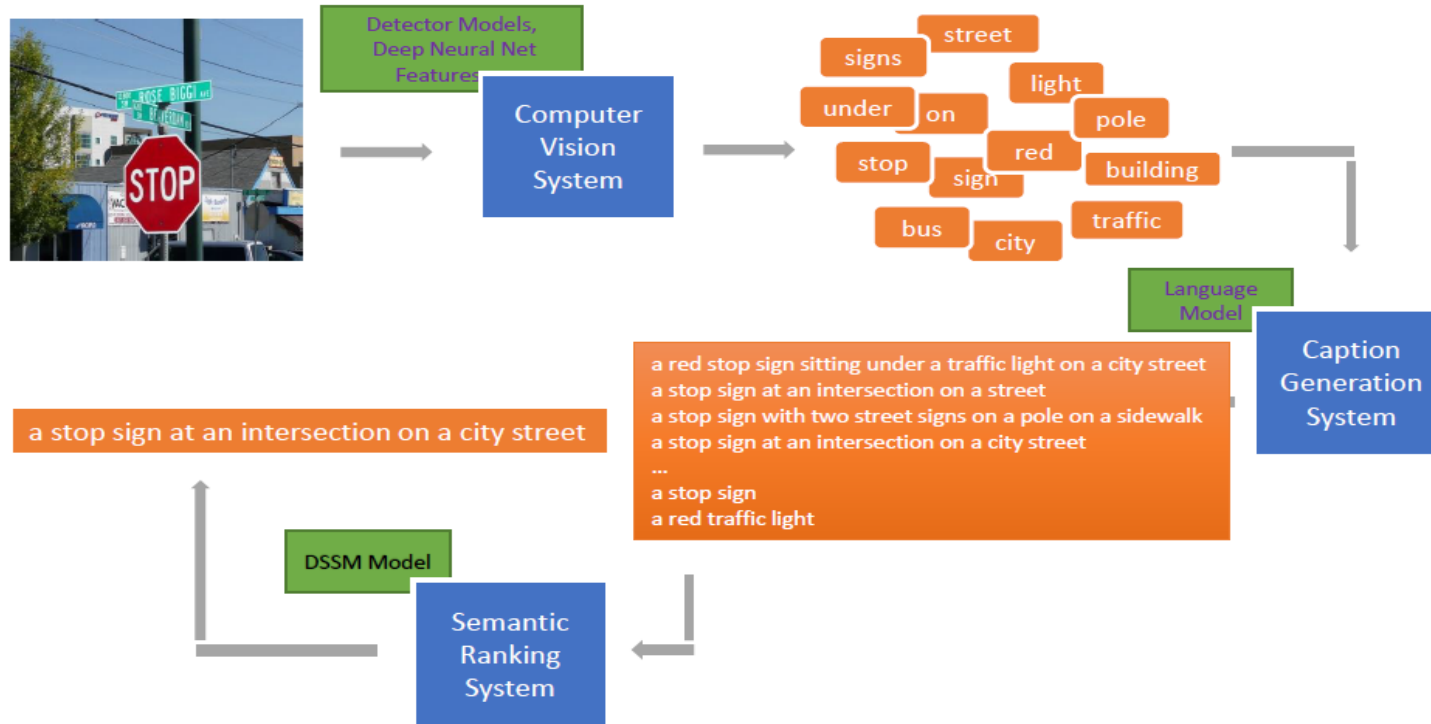 ROSE BIGGI AVE
STOP
Detector Models,
Deep Neural Net
Features
Computer
Vision
System
street
signs
light
under
on
pole
stop
red
sign
building
bus
city
traffic
Language
Model
Caption
Generation
System
a red stop sign sitting under a traffic light on a city street
a stop sign at an intersection on a street
a stop sign with two street signs on a pole on a sidewalk
a stop sign at an intersection on a city street
...
a stop sign
a red traffic light
a stop sign at an intersection on a city street
DSSM Model
Semantic
Ranking
System